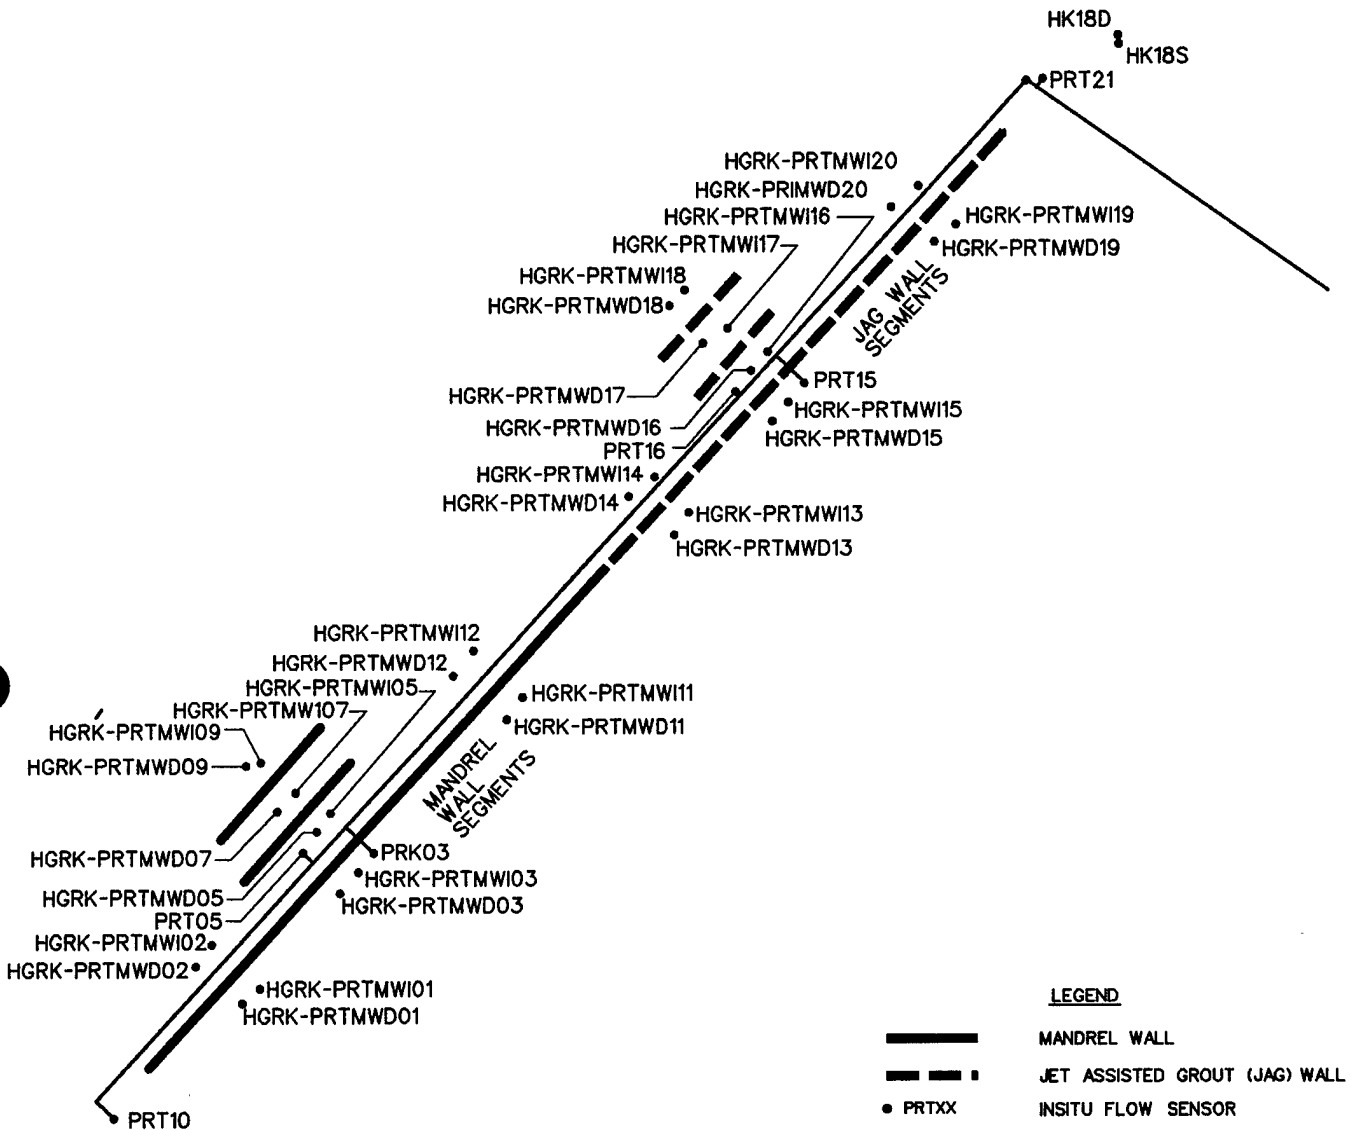 HK18D
HK18S
PRT21
HGRK-PRTMWI20
HGRK-PRIMWD20
HGRK-PRTMWI16
HGRK-PRTMWI19
HGRK-PRTMWI17
HGRK-PRTMWD19
HGRK-PRTMWI18
HGRK-PRTMWD18
JAG WALL
SEGMENTS
PRT15
HGRK-PRTMWD17
HGRK-PRTMWI15
HGRK-PRTMWD16
HGRK-PRTMWD15
PRT16
HGRK-PRTMWI14
HGRK-PRTMWD14
HGRK-PRTMWI13
HGRK-PRTMWD13
HGRK-PRTMWI12
HGRK-PRTMWD12
HGRK-PRTMWI05
HGRK-PRTMWI11
HGRK-PRTMW107
HGRK-PRTMWD11
HGRK-PRTMWI09
HGRK-PRTMWD09
MANDREL
WALL
SEGMENTS
PRK03
HGRK-PRTMWD07
HGRK-PRTMWI03
HGRK-PRTMWD05
HGRK-PRTMWD03
PRT05
HGRK-PRTMWI02
HGRK-PRTMWD02
HGRK-PRTMWI01
HGRK-PRTMWD01
PRT10
LEGEND
MANDREL WALL
JET ASSISTED GROUT (JAG) WALL
PRTXX INSITU FLOW SENSOR